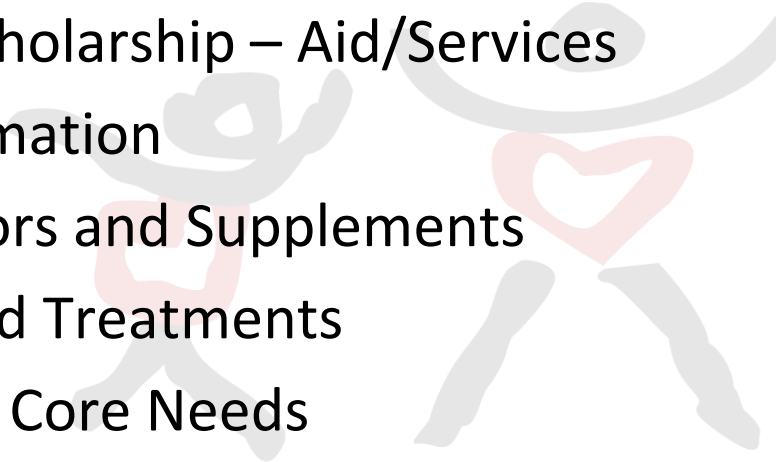 holarship – Aid/Services
mation
ors and Supplements
d Treatments
Core Needs